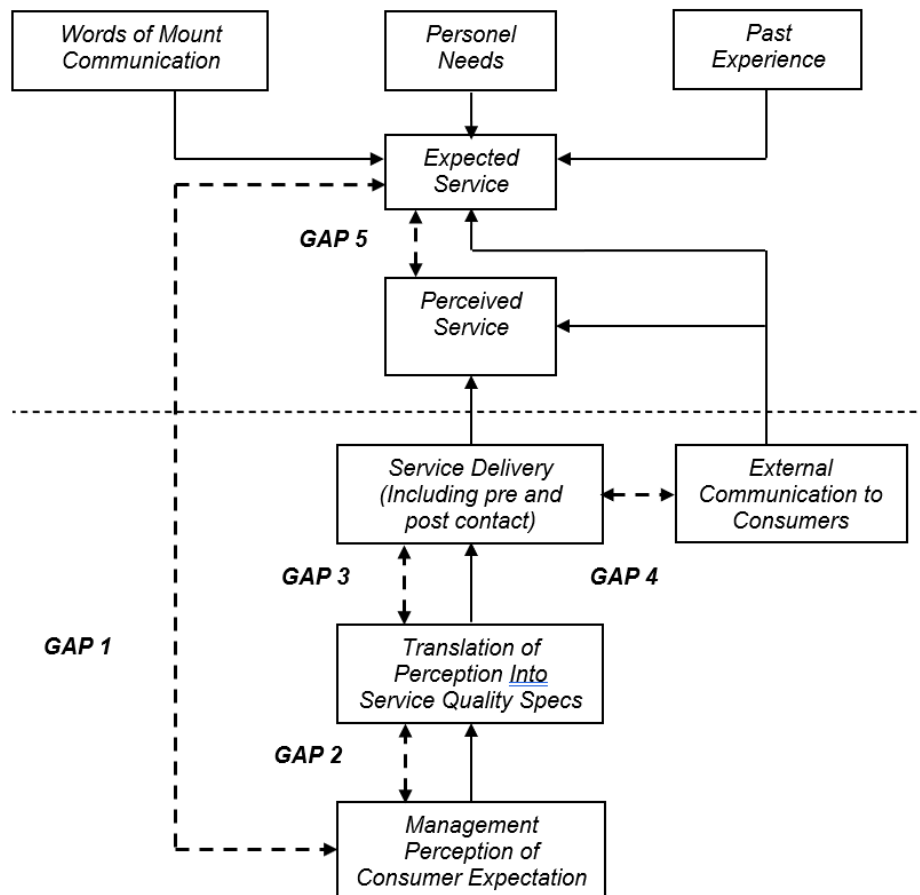 Words of Mount
Communication
Personel
Needs
Past
Experience
Expected
Service
GAP 5
Perceived
Service
Service Delivery
(Including pre and
post contact)
External
Communication to
Consumers
GAP 3
GAP 4
GAP 1
Translation of
Perception Into
Service Quality Specs
GAP 2
Management
Perception of
Consumer Expectation